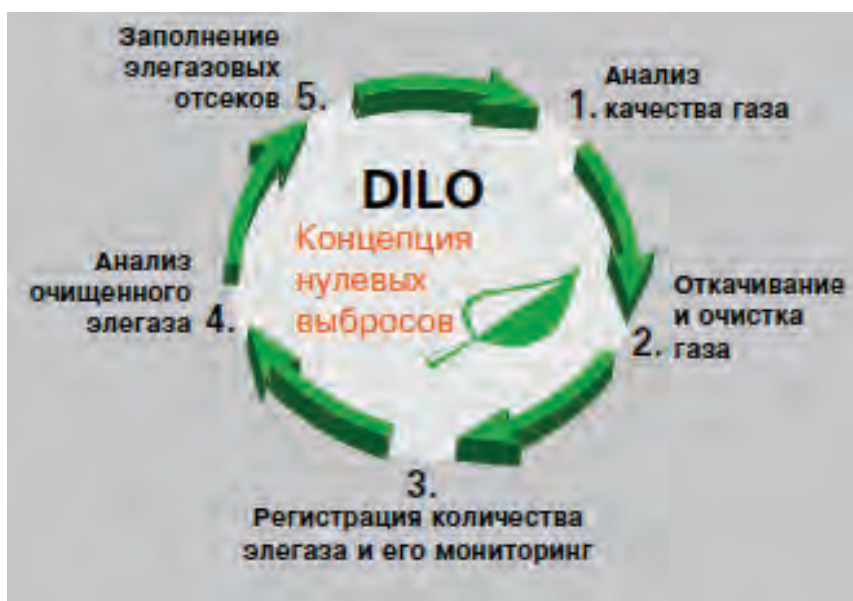 Заполнение
элегазовых
отсеков 5.
Анализ
1. качества газа
DILO
Концепция
нулевых
выбросов
Анализ
очищенного
элегаза 4.
Откачивание
и очистка
2. газа
3.
Регистрация количества
элегаза и его мониторинг